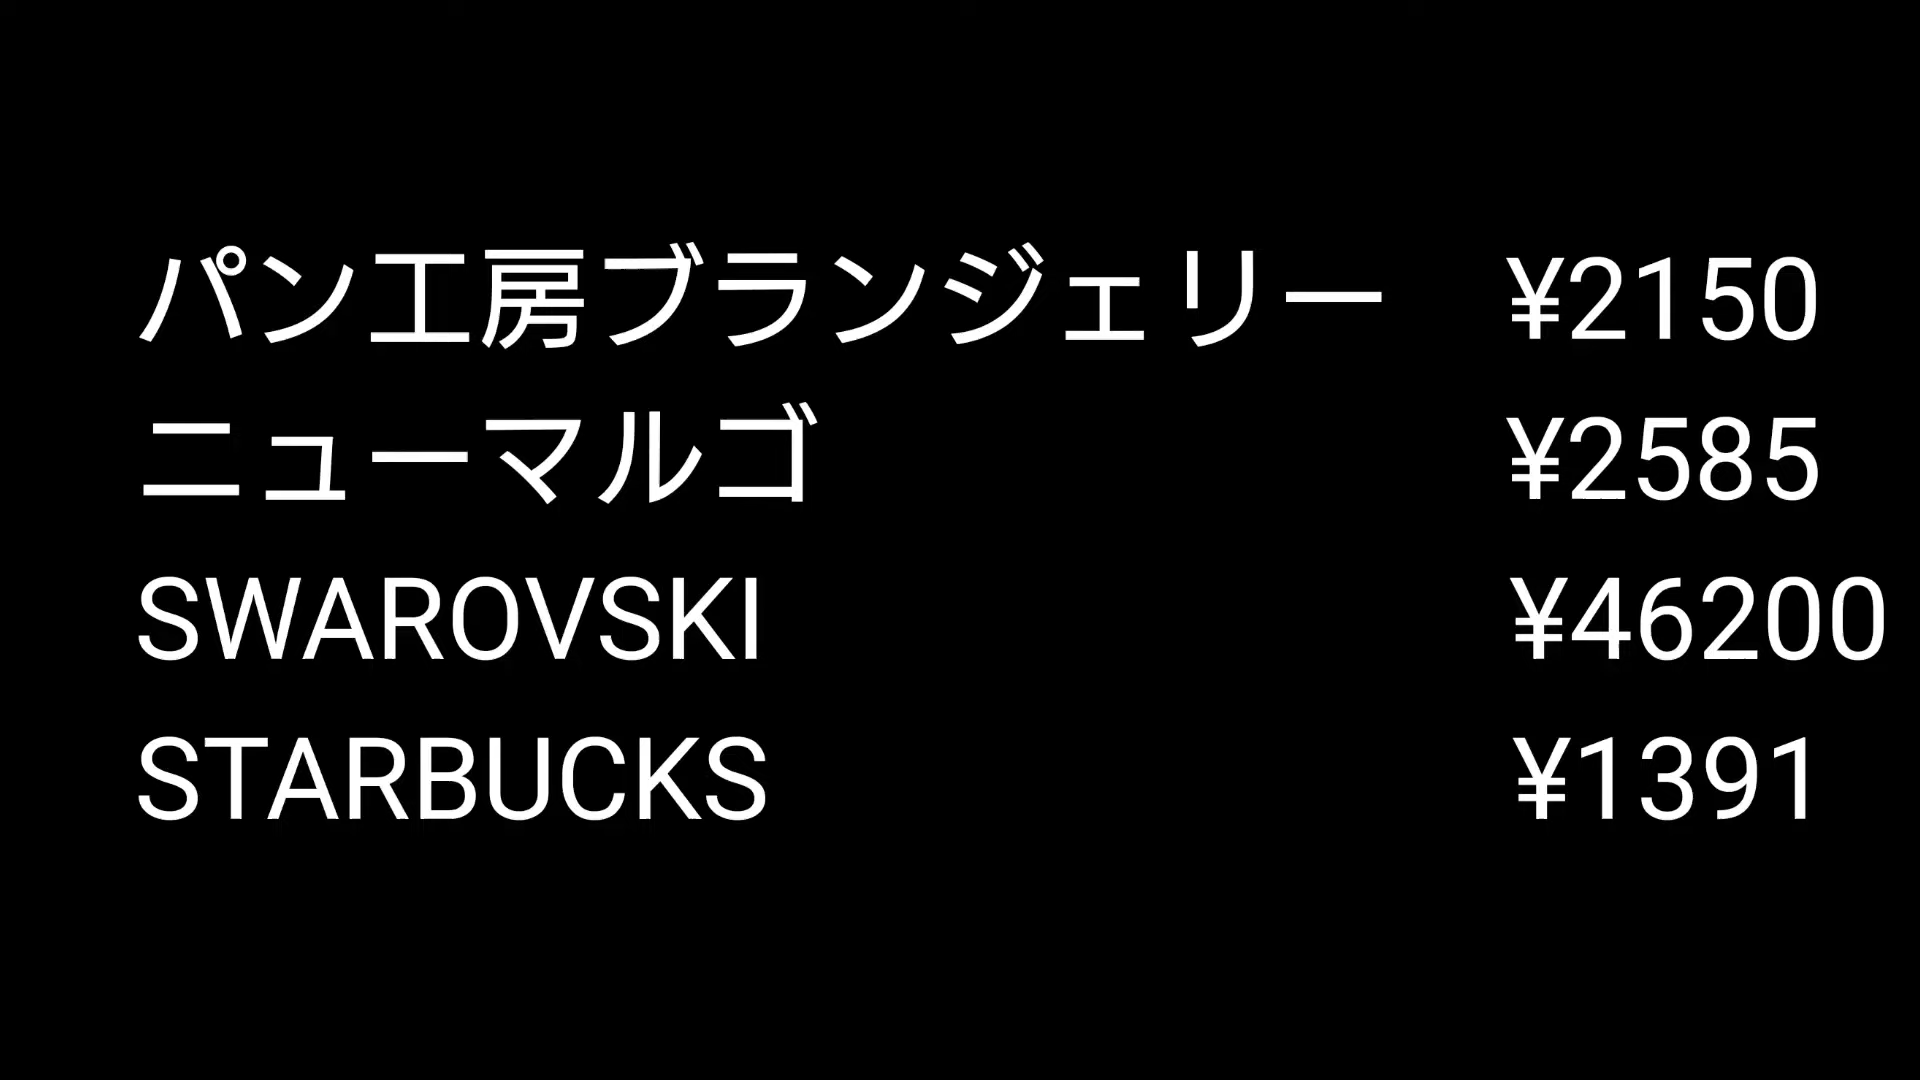 パン工房ブランジェリー ¥2150
ニューマルゴ ¥2585
SWAROVSKI ¥46200
STARBUCKS ¥1391